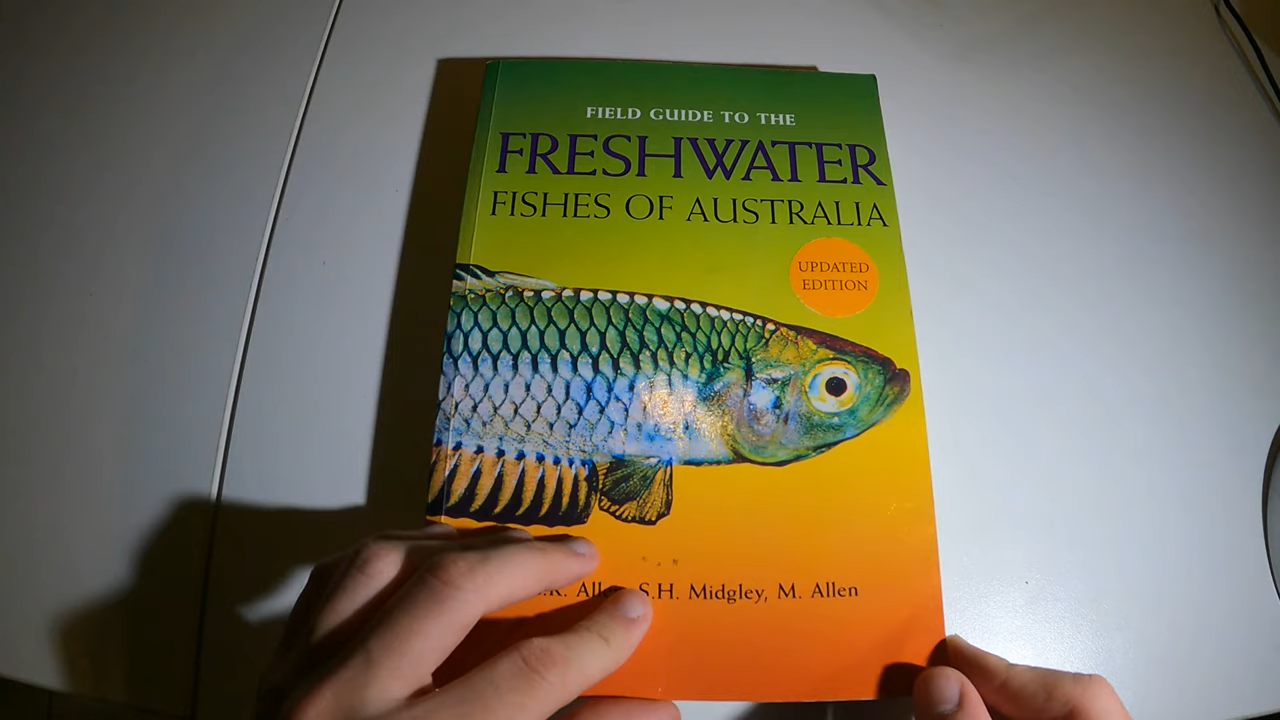 FIELD GUIDE TO THE
FRESHWATER
FISHES OF AUSTRALIA
UPDATED
EDITION
S.H. Midgley, M. Allen